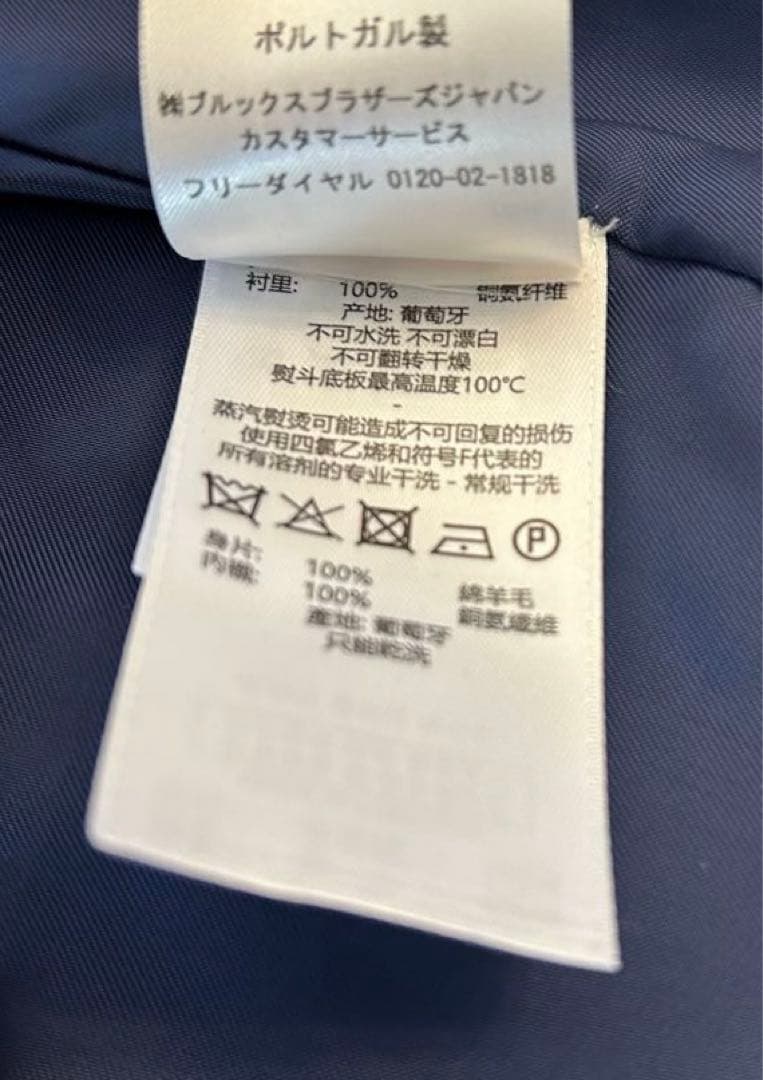 ポルトガル製
㈱ブルックスブラザーズジャパン
カスタマーサービス
フリーダイヤル 0120-02-1818
衬里: 100% 铜氨纤维
产地: 葡萄牙
不可水洗 不可漂白
不可翻转干燥
熨斗底板最高温度100℃
-
蒸汽熨烫可能造成不可回复的损伤
使用四氯乙烯和符号F代表的
所有溶剂的专业干洗 - 常规干洗
P
身片: 100% 綿羊毛
內襯: 100% 銅氨纖維
產地: 葡萄牙
只能乾洗